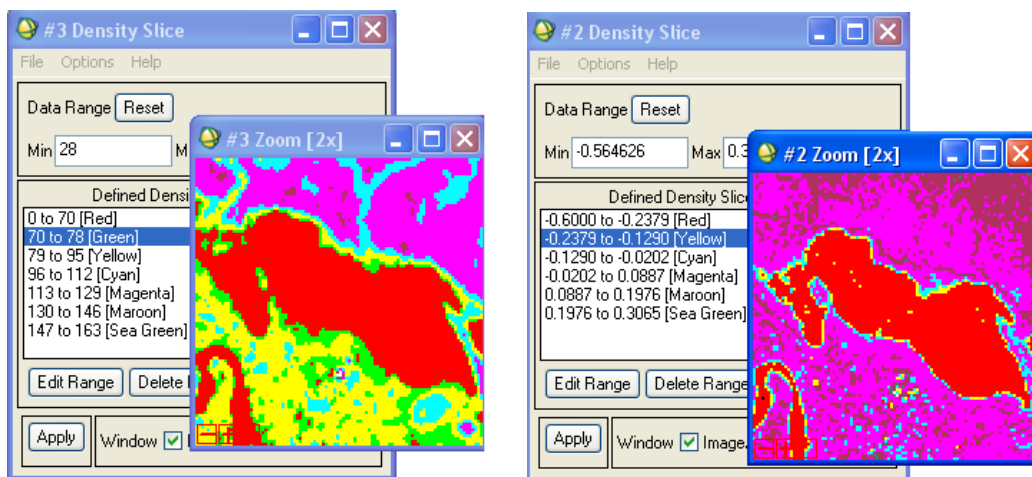 #3 Density Slice
File Options Help
Data Range Reset
Min 28 M
#3 Zoom [2x]
Defined Densi
0 to 70 [Red]
70 to 78 [Green]
79 to 95 [Yellow]
96 to 112 [Cyan]
113 to 129 [Magenta]
130 to 146 [Maroon]
147 to 163 [Sea Green]
Edit Range Delete
Apply Window
#2 Density Slice
File Options Help
Data Range Reset
Min -0.564626 Max 0.3
#2 Zoom [2x]
Defined Density Slic
-0.6000 to -0.2379 [Red]
-0.2379 to -0.1290 [Yellow]
-0.1290 to -0.0202 [Cyan]
-0.0202 to 0.0887 [Magenta]
0.0887 to 0.1976 [Maroon]
0.1976 to 0.3065 [Sea Green]
Edit Range Delete Range
Apply Window Image